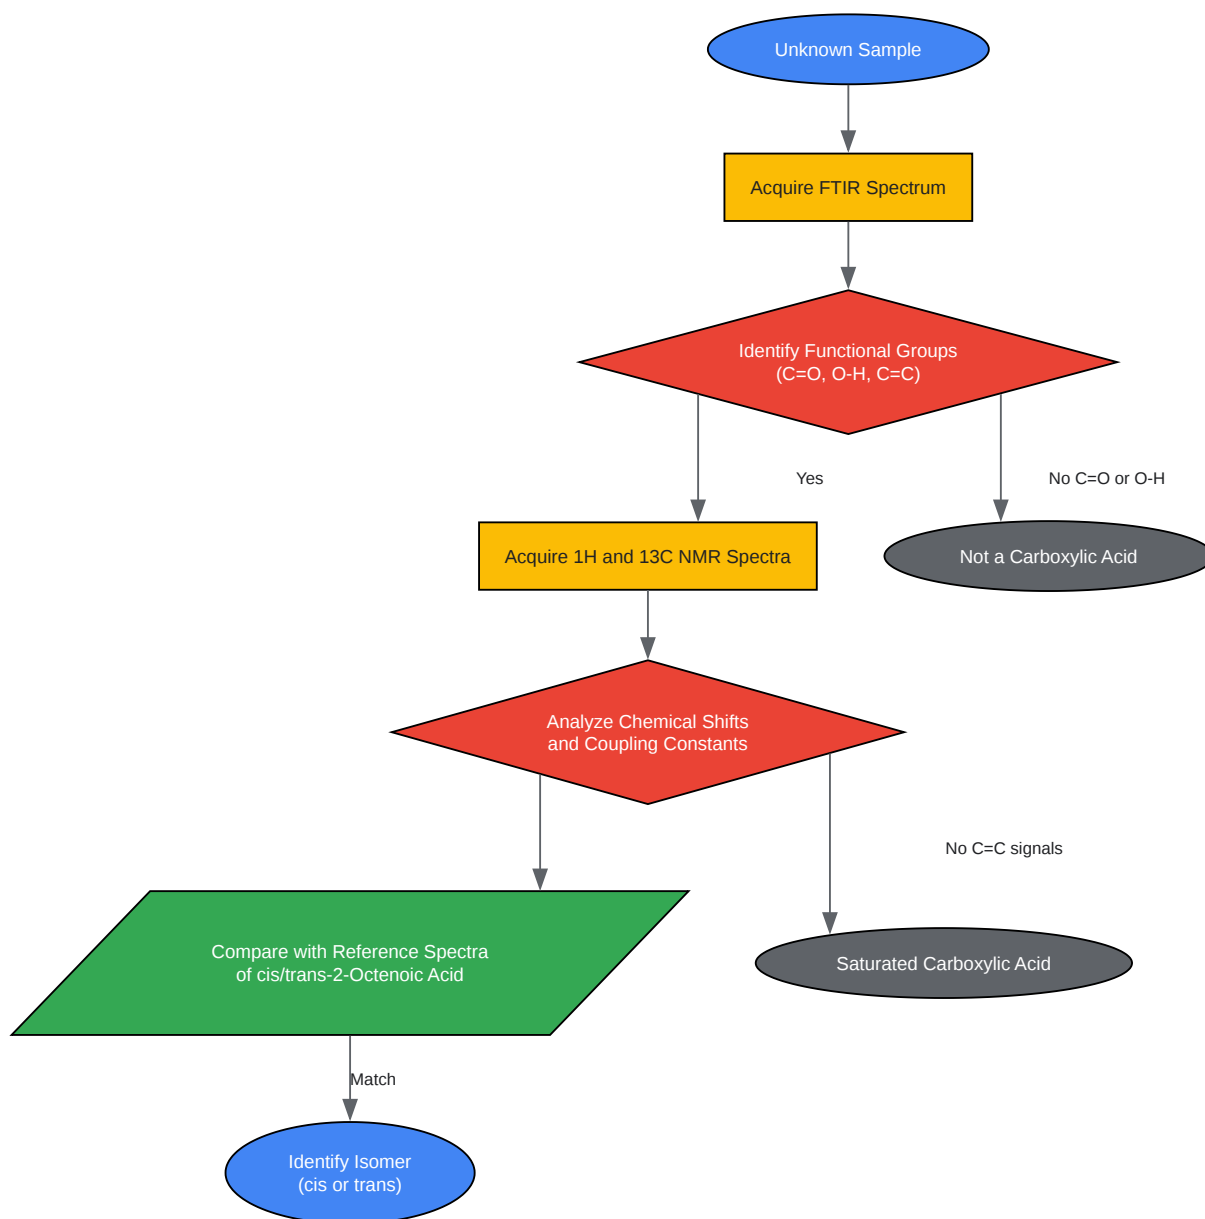 Unknown Sample
Acquire FTIR Spectrum
Identify Functional Groups
(C=O, O-H, C=C)
Yes
No C=O or O-H
Acquire 1H and 13C NMR Spectra
Not a Carboxylic Acid
Analyze Chemical Shifts
and Coupling Constants
No C=C signals
Compare with Reference Spectra
of cis/trans-2-Octenoic Acid
Saturated Carboxylic Acid
Match
Identify Isomer
(cis or trans)